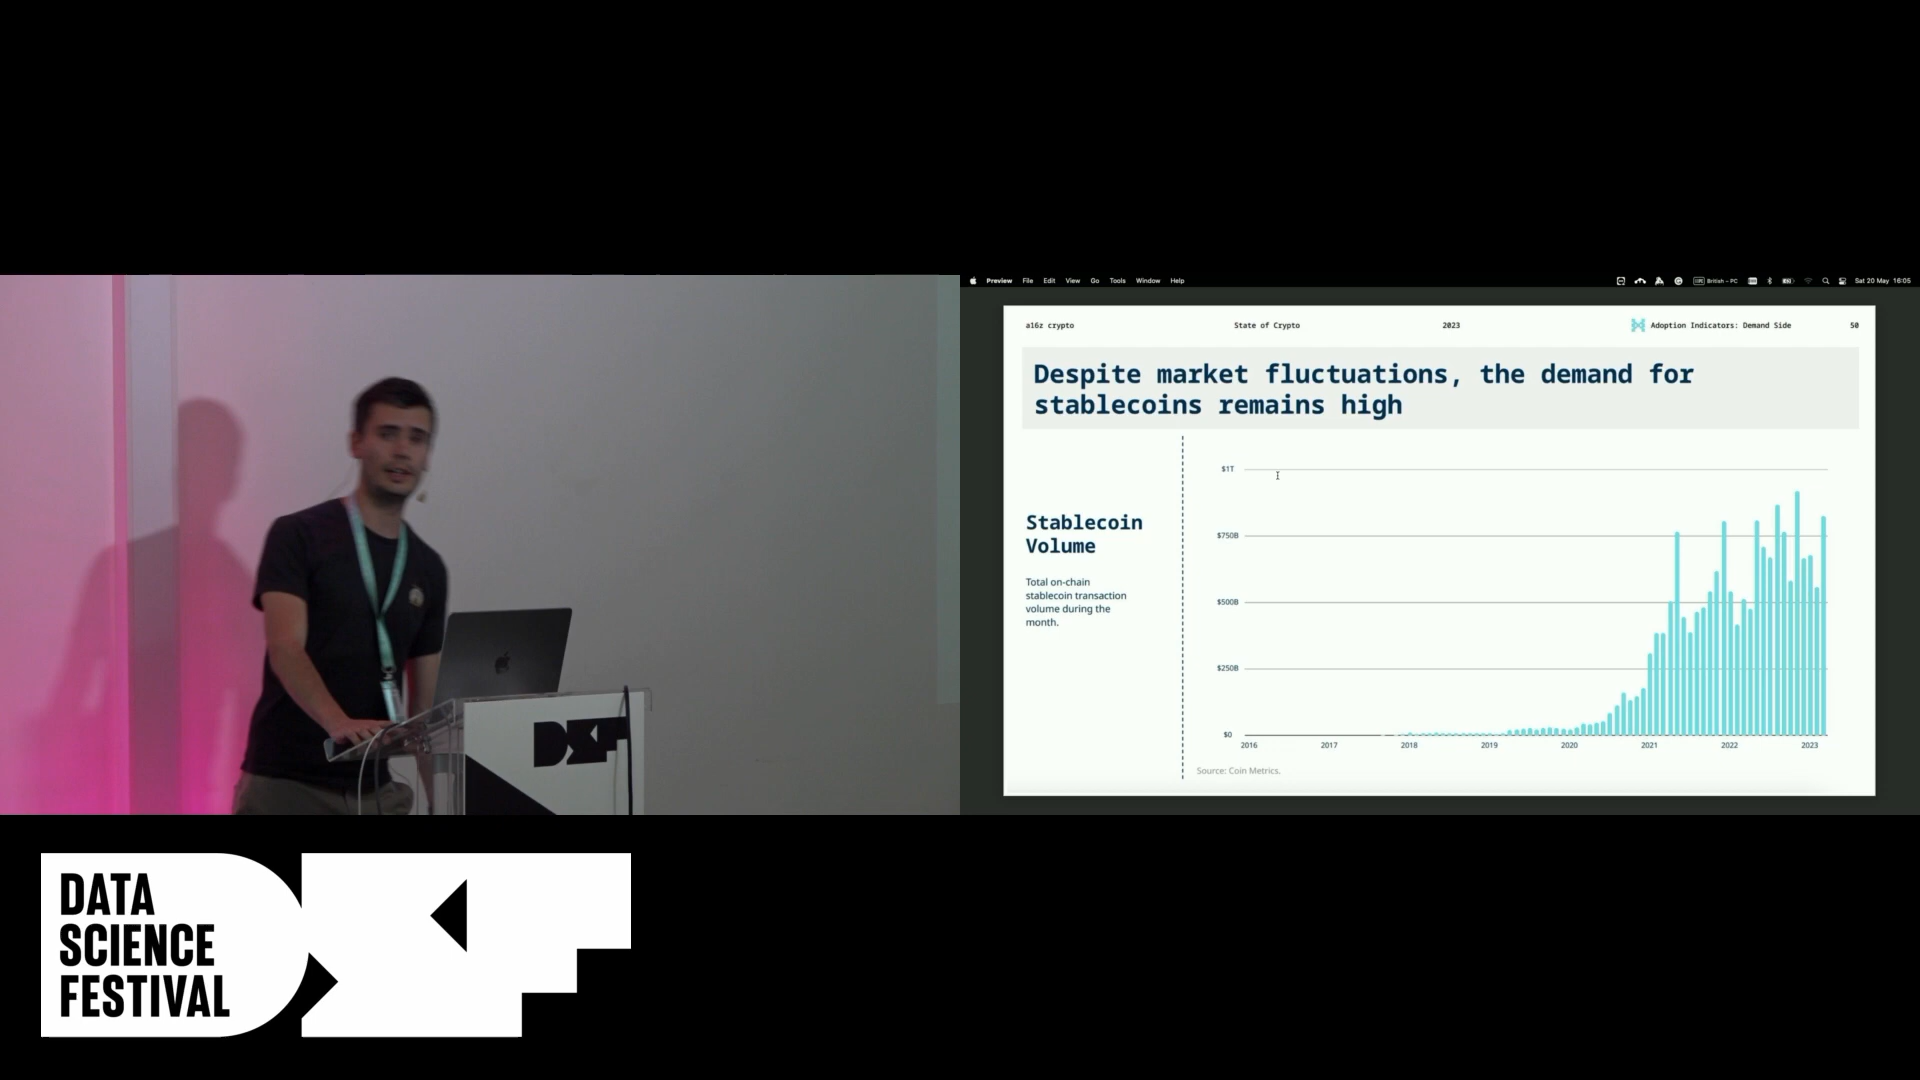 Preview File Edit View Go Tools Window Help
British - PC
Sat 20 May 16:05
a16z crypto
State of Crypto
2023
Adoption Indicators: Demand Side
50
Despite market fluctuations, the demand for
stablecoins remains high
Stablecoin
Volume
Total on-chain
stablecoin transaction
volume during the
month.
$1T
$750B
$500B
$250B
$0
2016 2017 2018 2019 2020 2021 2022 2023
Source: Coin Metrics.
DSF
DATA
SCIENCE
FESTIVAL